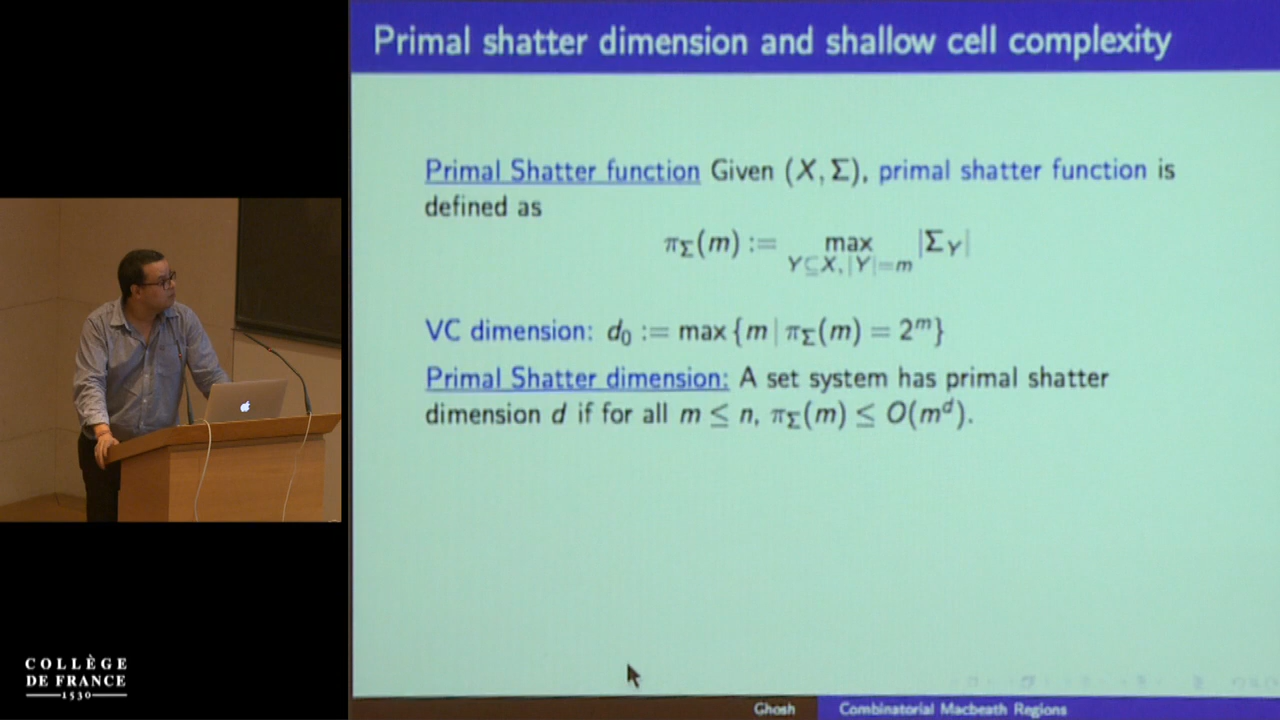 Primal shatter dimension and shallow cell complexity
Primal Shatter function Given (X, Σ), primal shatter function is
defined as
π_Σ(m) := max_{Y⊆X, |Y|=m} |Σ_Y|
VC dimension: d₀ := max {m | π_Σ(m) = 2^m}
Primal Shatter dimension: A set system has primal shatter
dimension d if for all m ≤ n, π_Σ(m) ≤ O(m^d).
COLLÈGE
DE FRANCE
1530
Ghosh
Combinatorial Macbeath Regions